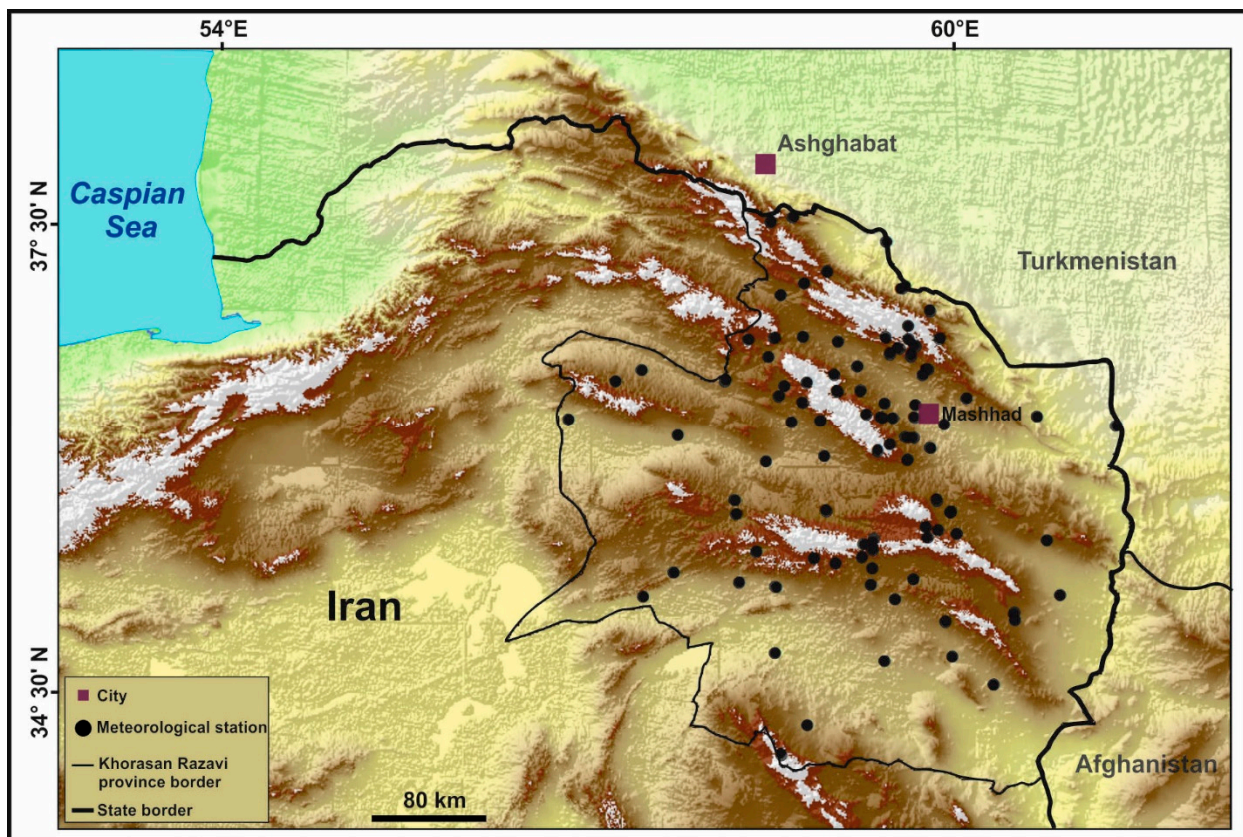 54°E
60°E
Ashghabat
Caspian
Sea
37° 30' N
Turkmenistan
Mashhad
Iran
34° 30' N
City
Meteorological station
Khorasan Razavi
province border
State border
80 km
Afghanistan